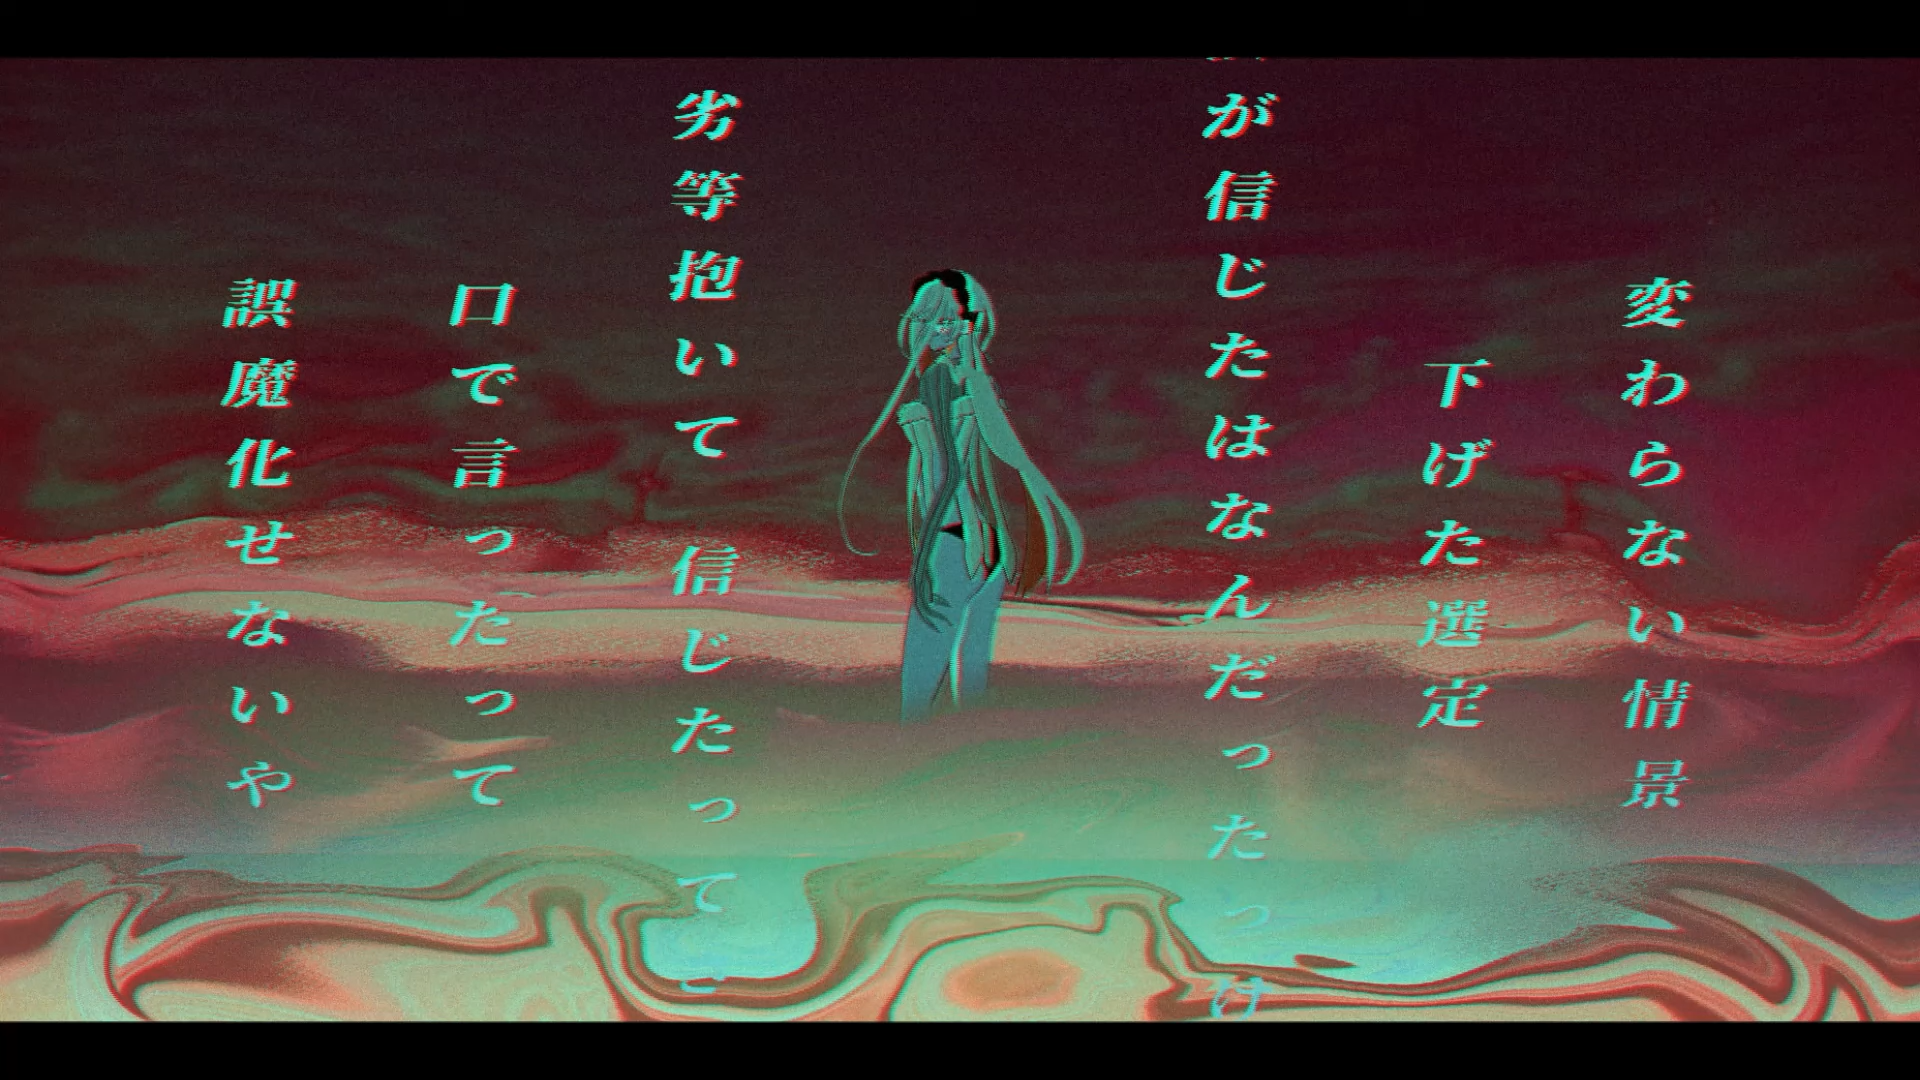 変わらない情景
下げた選定
が信じたはなんだったっけ
劣等抱いて 信じたって
口で言ったって
誤魔化せないや